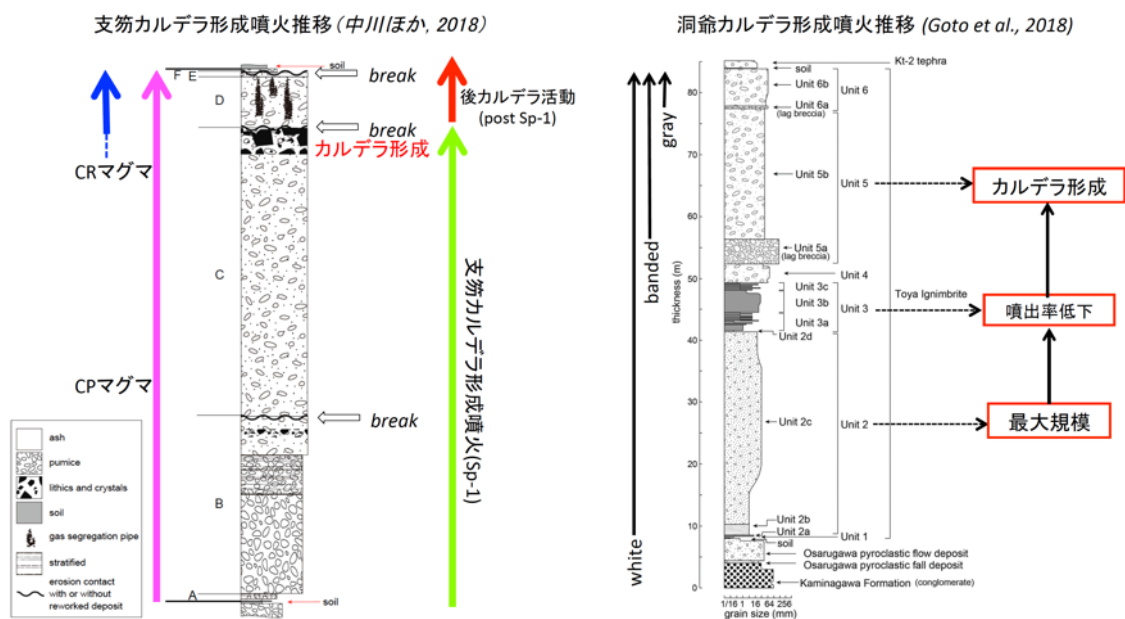 支笏カルデラ形成噴火推移 (中川ほか, 2018)
F
E
D
C
B
A
soil
break
break
カルデラ形成
break
soil
CRマグマ
CPマグマ
後カルデラ活動
(post Sp-1)
支笏カルデラ形成噴火(Sp-1)
ash
pumice
lithics and crystals
soil
gas segregation pipe
stratified
erosion contact
with or without
reworked deposit
洞爺カルデラ形成噴火推移 (Goto et al., 2018)
white
banded
gray
thickness (m)
80
70
60
50
40
30
20
10
0
1/16 1 16 64 256
grain size (mm)
Kt-2 tephra
soil
Unit 6b
Unit 6
Unit 6a
(lag breccia)
Unit 5b
Unit 5
Unit 5a
(lag breccia)
Unit 4
Unit 3c
Toya Ignimbrite
Unit 3b
Unit 3
Unit 3a
Unit 2d
Unit 2c
Unit 2
Unit 2b
Unit 2a
Unit 1
soil
Osarugawa pyroclastic flow deposit
Osarugawa pyroclastic fall deposit
Kaminagawa Formation (conglomerate)
カルデラ形成
噴出率低下
最大規模